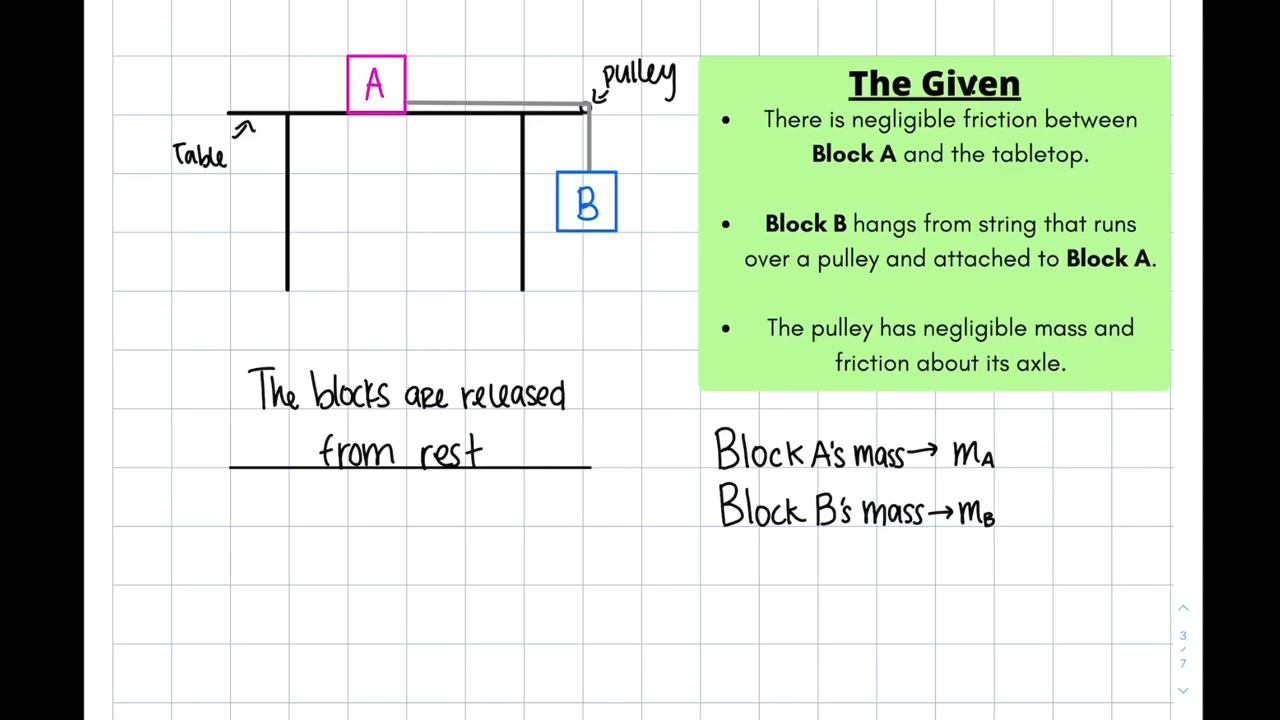 A
pulley
Table
B
The blocks are released
from rest
The Given
• There is negligible friction between
Block A and the tabletop.
• Block B hangs from string that runs
over a pulley and attached to Block A.
• The pulley has negligible mass and
friction about its axle.
Block A's mass → mA
Block B's mass → mB
3
/
7